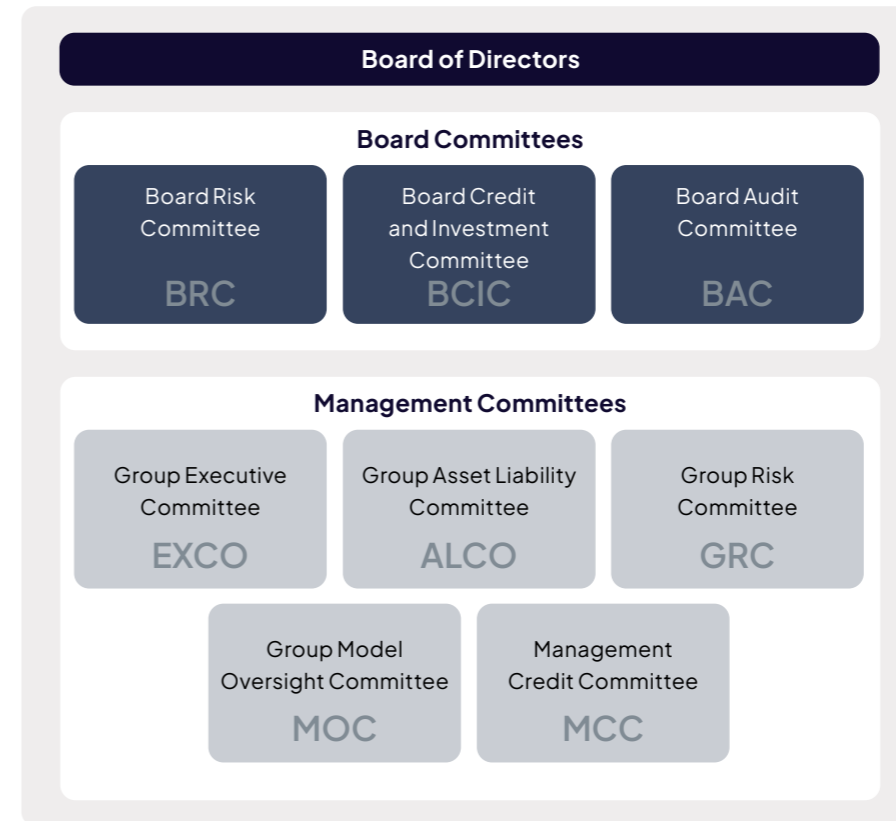 Board of Directors
Board Committees
Board Risk
Committee
BRC
Board Credit
and Investment
Committee
BCIC
Board Audit
Committee
BAC
Management Committees
Group Executive
Committee
EXCO
Group Asset Liability
Committee
ALCO
Group Risk
Committee
GRC
Group Model
Oversight Committee
MOC
Management
Credit Committee
MCC